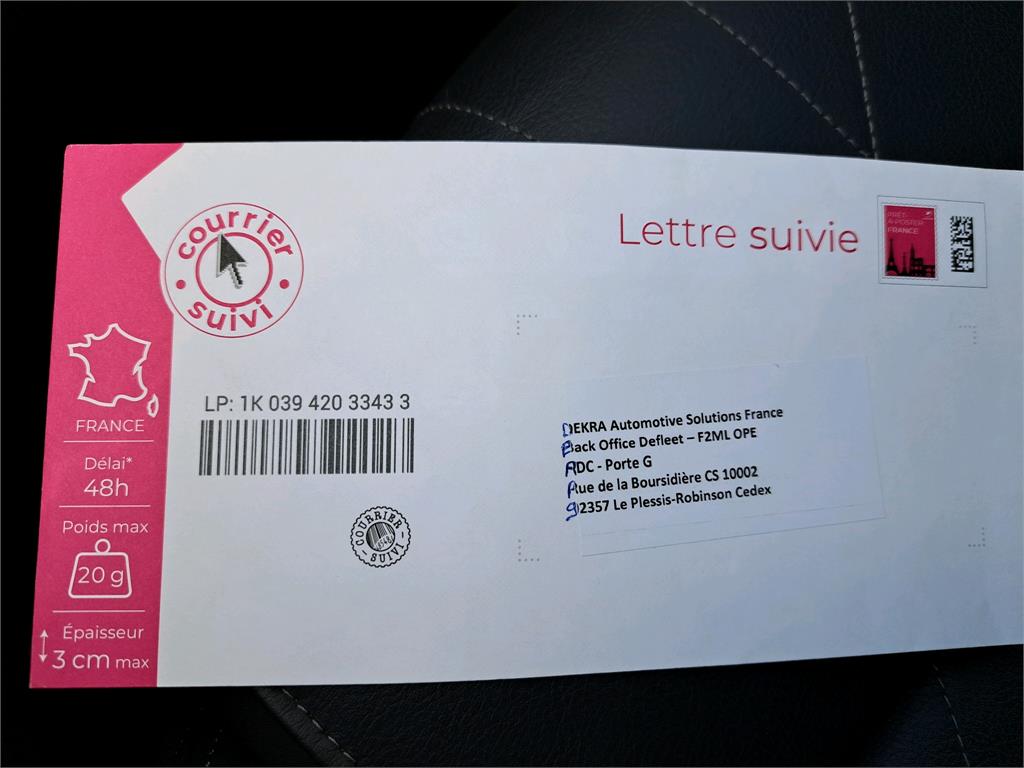 courrier
suivi
Lettre suivie
PRÊT-
À-POSTER
FRANCE
LP: 1K 039 420 3343 3
FRANCE
Délai*
48h
Poids max
20 g
Épaisseur
3 cm max
COURRIER
SUIVI
DEKRA Automotive Solutions France
Back Office Defleet – F2ML OPE
RDC - Porte G
Rue de la Boursidière CS 10002
92357 Le Plessis-Robinson Cedex